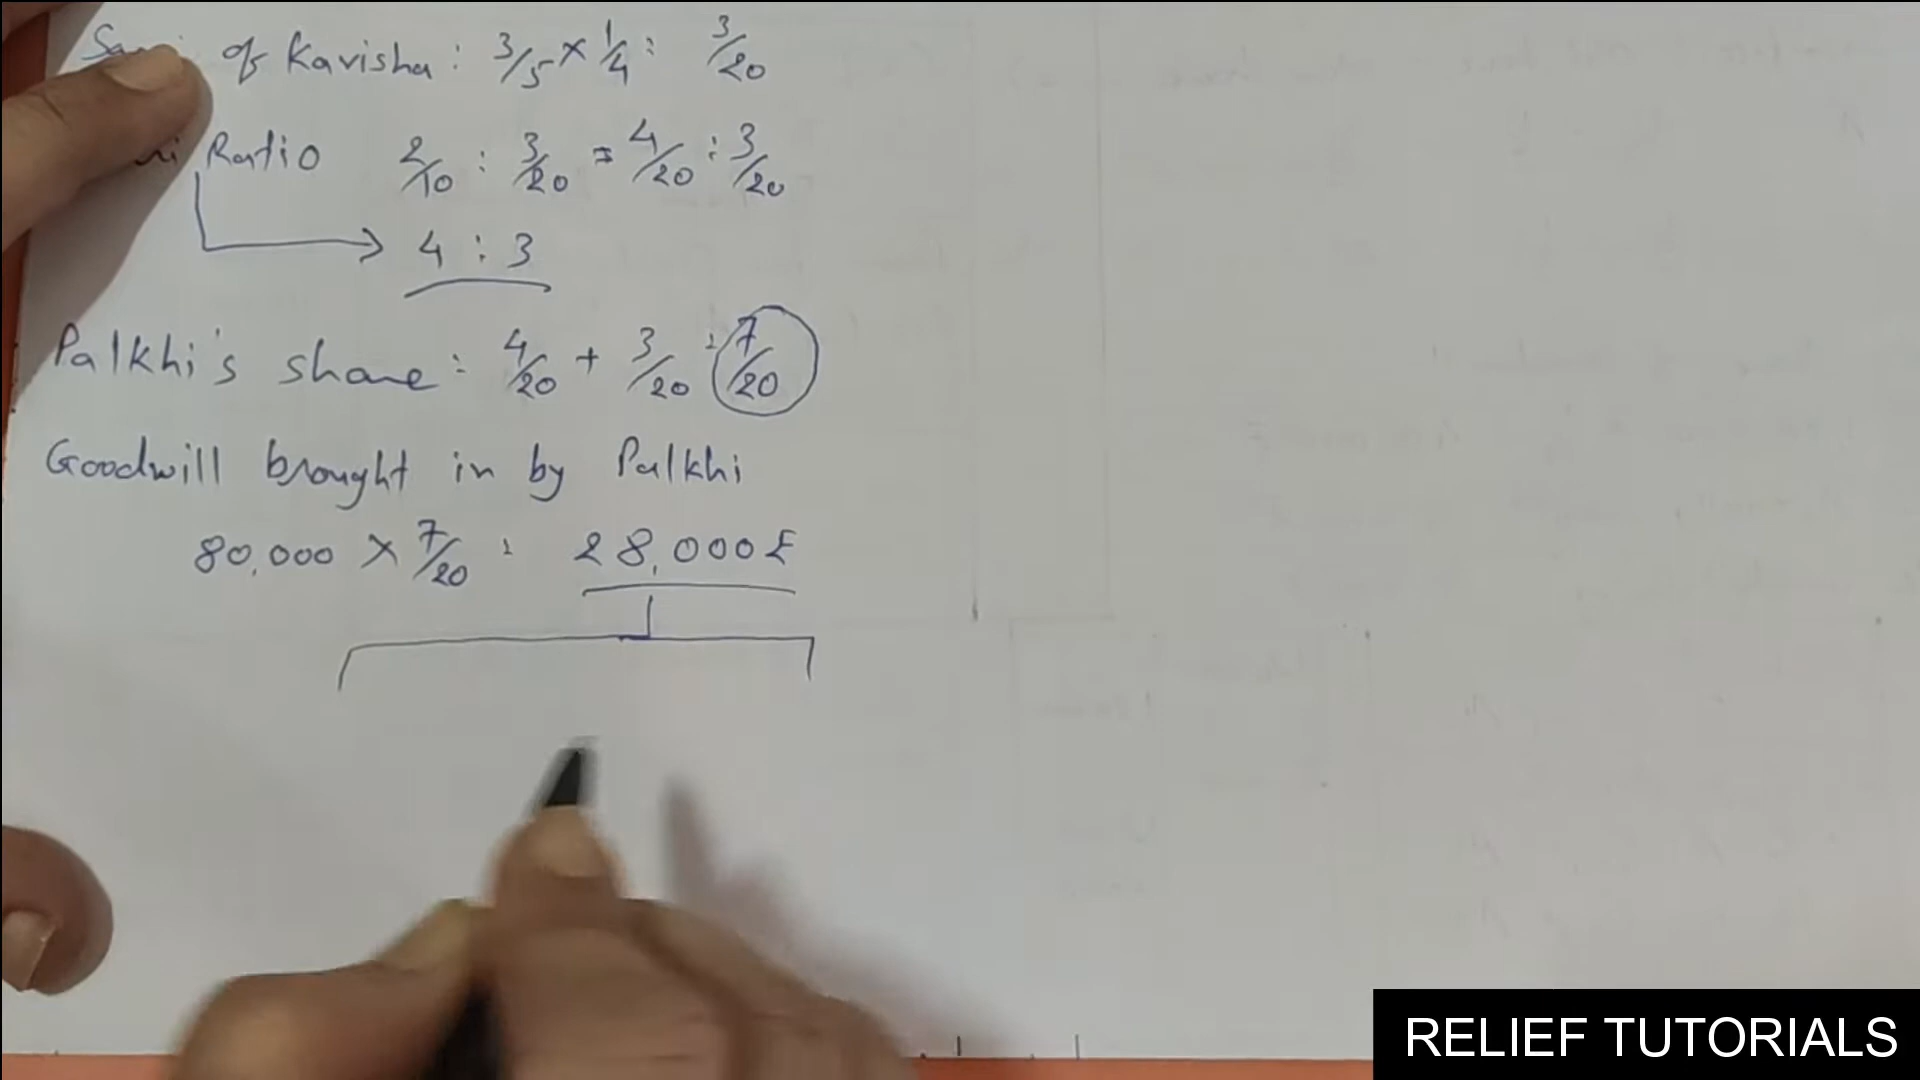 of Kavisha : 3/5 × 1/4 : 3/20
Ratio 2/10 : 3/20 = 4/20 : 3/20
4 : 3
Palkhi's share : 4/20 + 3/20 : 7/20
Goodwill brought in by Palkhi
80,000 × 7/20 : 28,000 ₹
RELIEF TUTORIALS